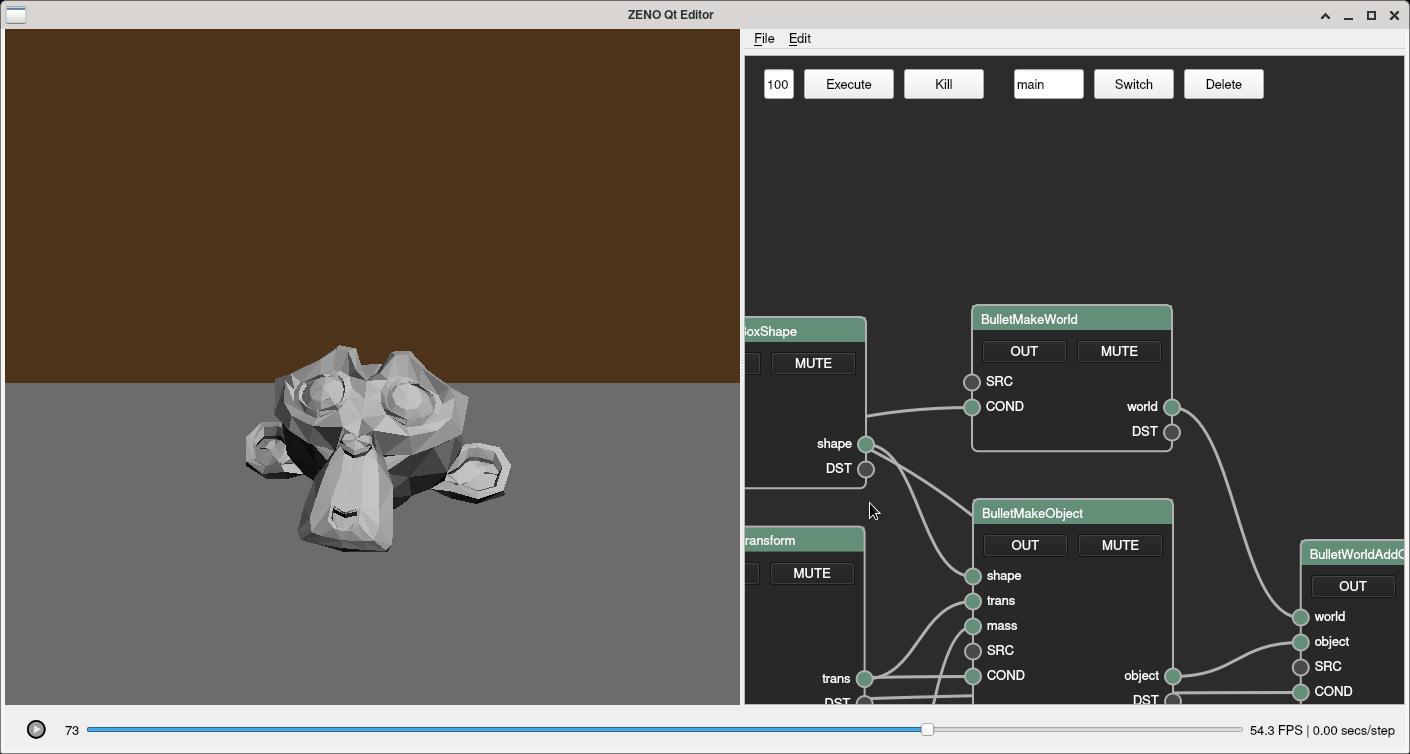 ZENO Qt Editor
File Edit
100 Execute Kill main Switch Delete
BulletMakeWorld
OUT MUTE
SRC
COND world
DST
BoxShape
MUTE
shape
DST
BulletMakeObject
OUT MUTE
shape
trans
mass
SRC
COND object
DST
ransform
MUTE
trans
DST
BulletWorldAddO
OUT
world
object
SRC
COND
73 54.3 FPS | 0.00 secs/step